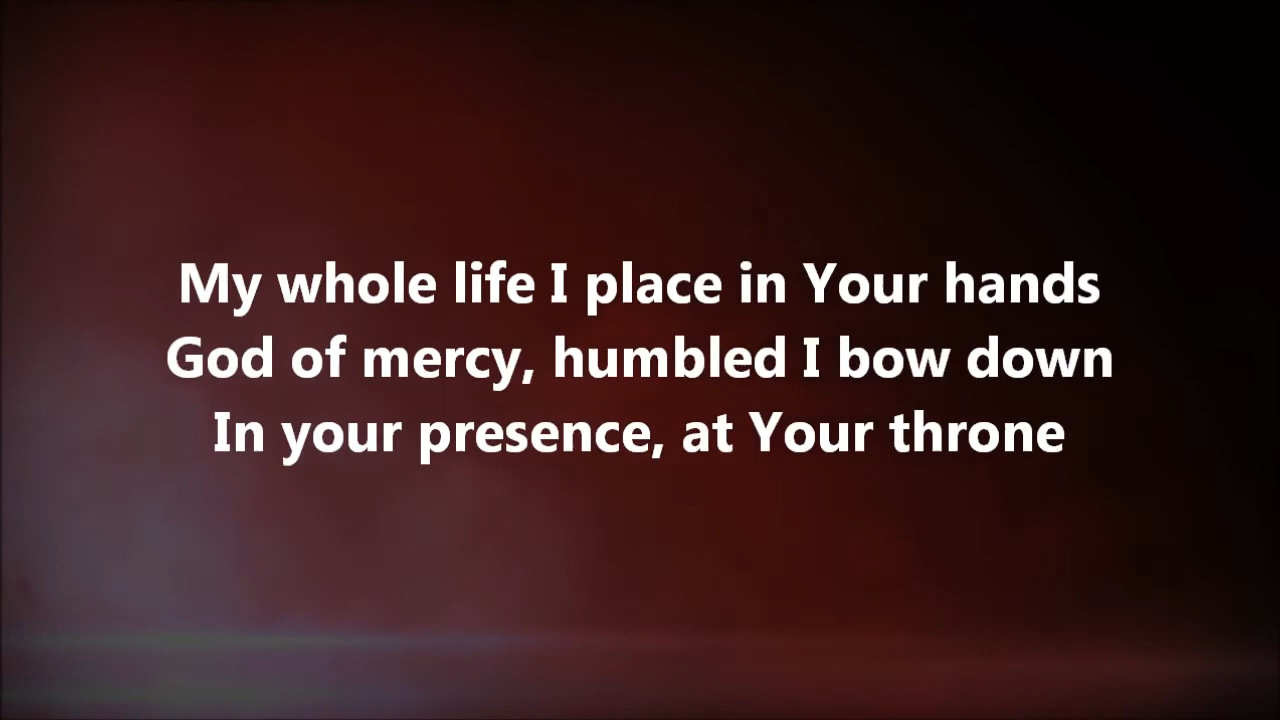 My whole life I place in Your hands
God of mercy, humbled I bow down
In your presence, at Your throne